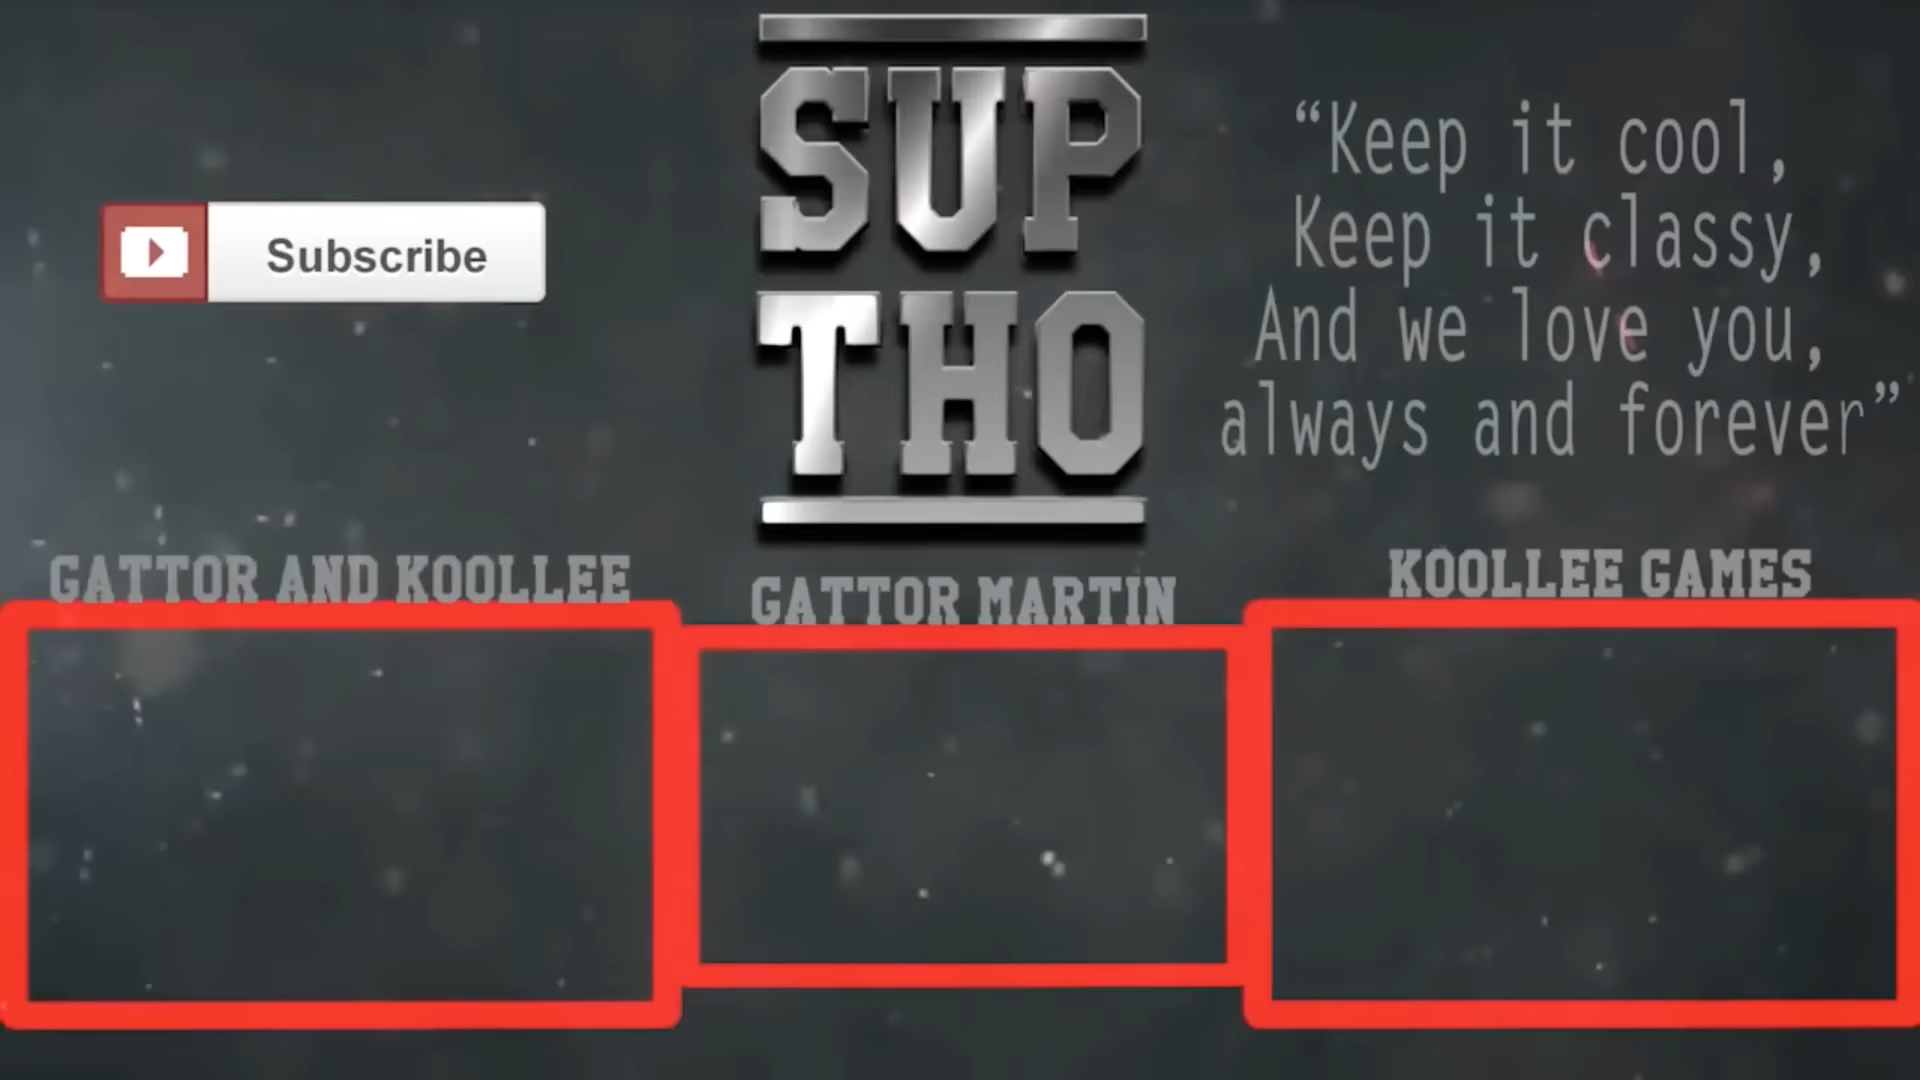 SUP
THO
Subscribe
“Keep it cool,
Keep it classy,
And we love you,
always and forever”
GATTOR AND KOOLLEE
GATTOR MARTIN
KOOLLEE GAMES